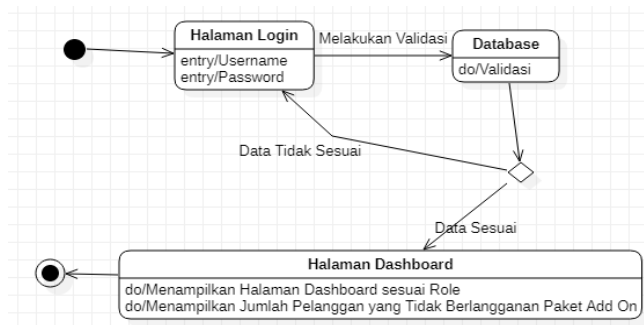 Halaman Login
entry/Username
entry/Password
Melakukan Validasi
Database
do/Validasi
Data Tidak Sesuai
Data Sesuai
Halaman Dashboard
do/Menampilkan Halaman Dashboard sesuai Role
do/Menampilkan Jumlah Pelanggan yang Tidak Berlangganan Paket Add On